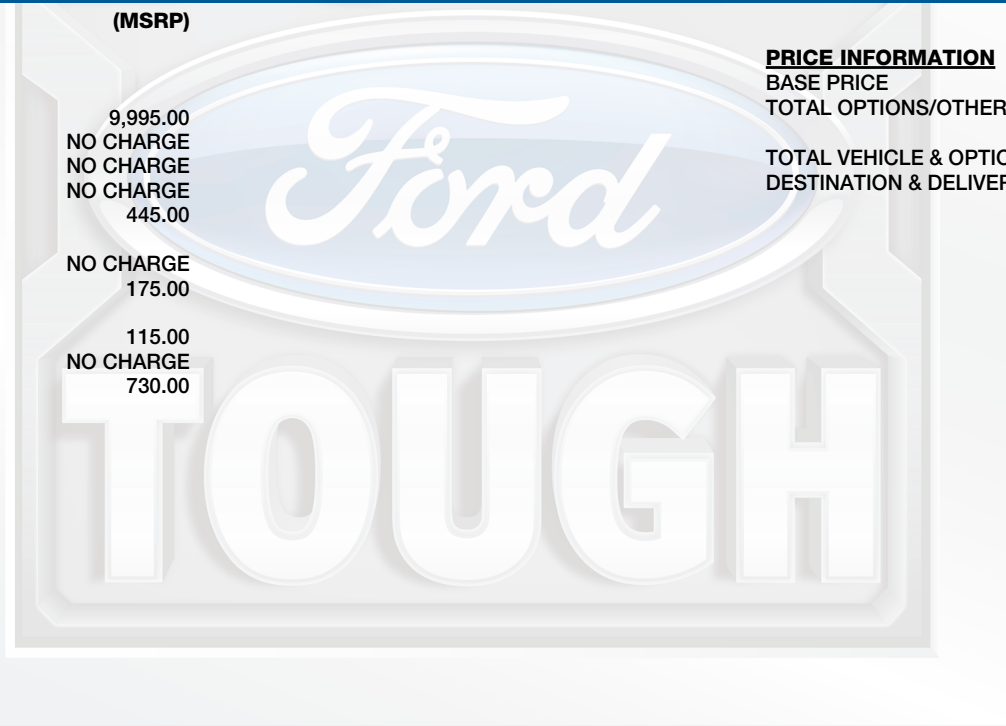 (MSRP)
9,995.00
NO CHARGE
NO CHARGE
NO CHARGE
445.00
NO CHARGE
175.00
115.00
NO CHARGE
730.00
PRICE INFORMATION
BASE PRICE
TOTAL OPTIONS/OTHER
TOTAL VEHICLE & OPTIO
DESTINATION & DELIVER
Ford
TOUGH